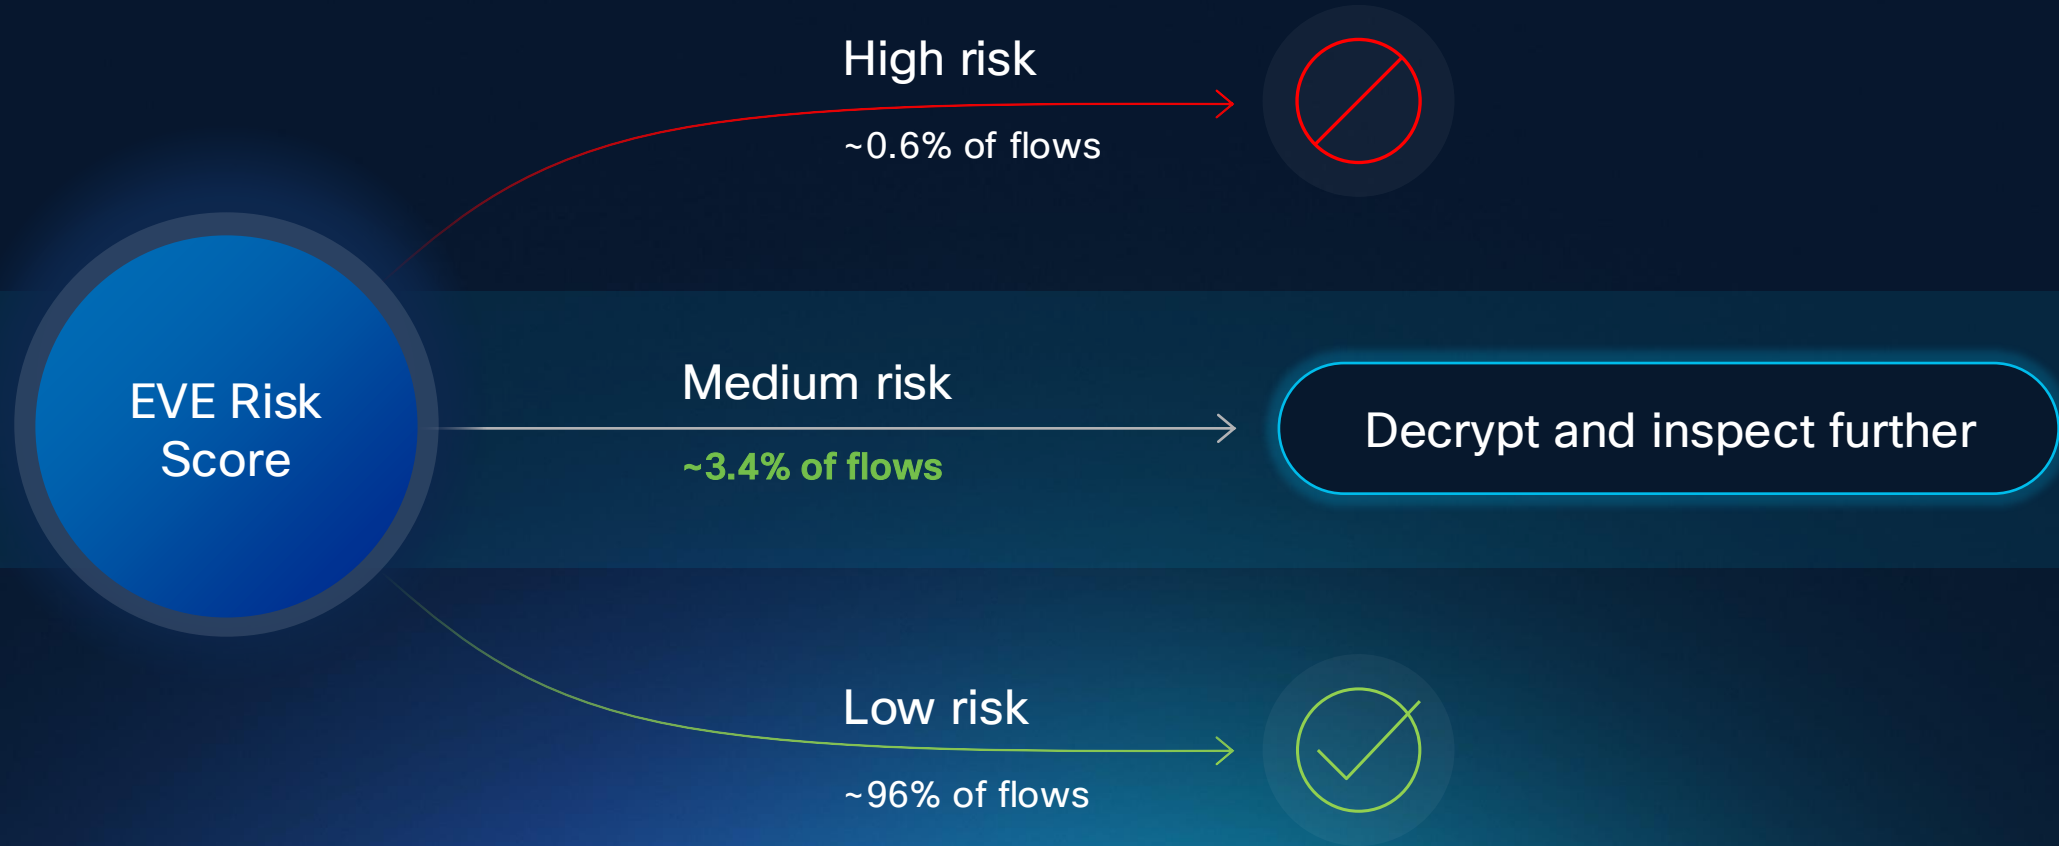 High risk
~0.6% of flows
EVE Risk
Score
Medium risk
~3.4% of flows
Decrypt and inspect further
Low risk
~96% of flows